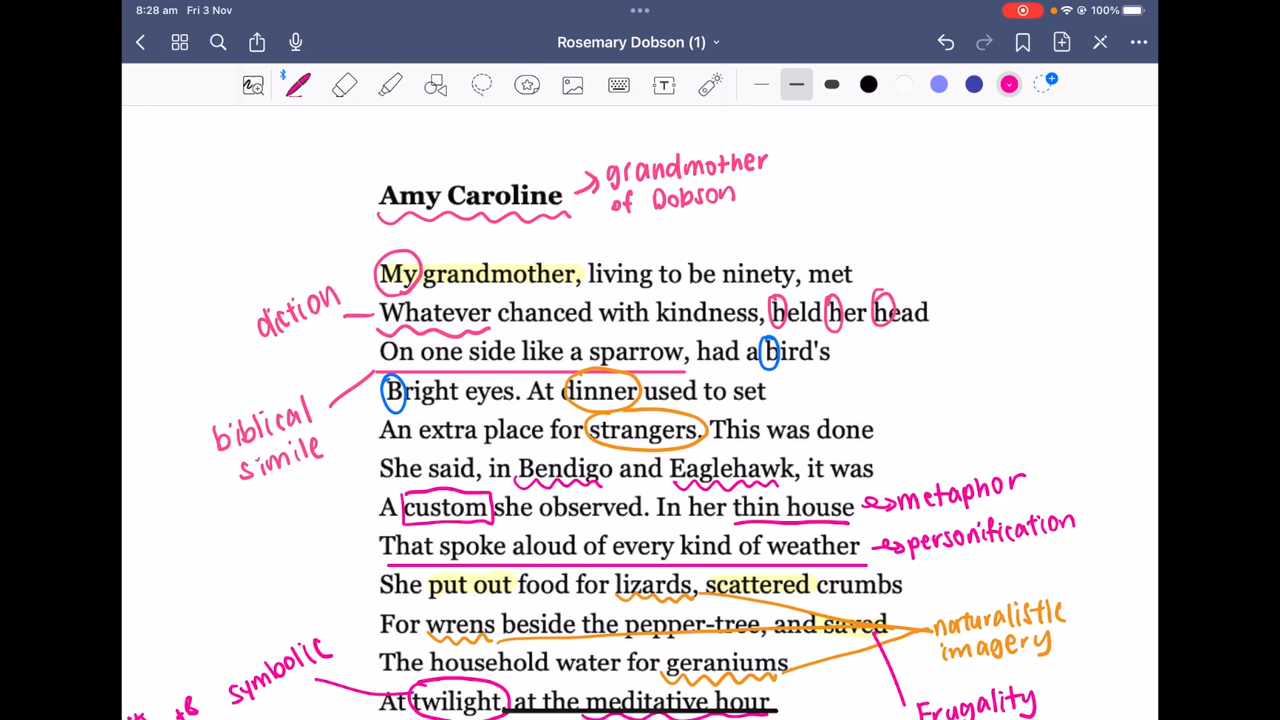 8:28 am Fri 3 Nov
100%
Rosemary Dobson (1)
Amy Caroline
grandmother
of Dobson
My grandmother, living to be ninety, met
diction
Whatever chanced with kindness, held her head
On one side like a sparrow, had a bird's
Bright eyes. At dinner used to set
biblical
simile
An extra place for strangers. This was done
She said, in Bendigo and Eaglehawk, it was
A custom she observed. In her thin house
metaphor
That spoke aloud of every kind of weather
personification
She put out food for lizards, scattered crumbs
For wrens beside the pepper-tree, and saved
naturalistic
imagery
The household water for geraniums
symbolic
At twilight, at the meditative hour
Frugality